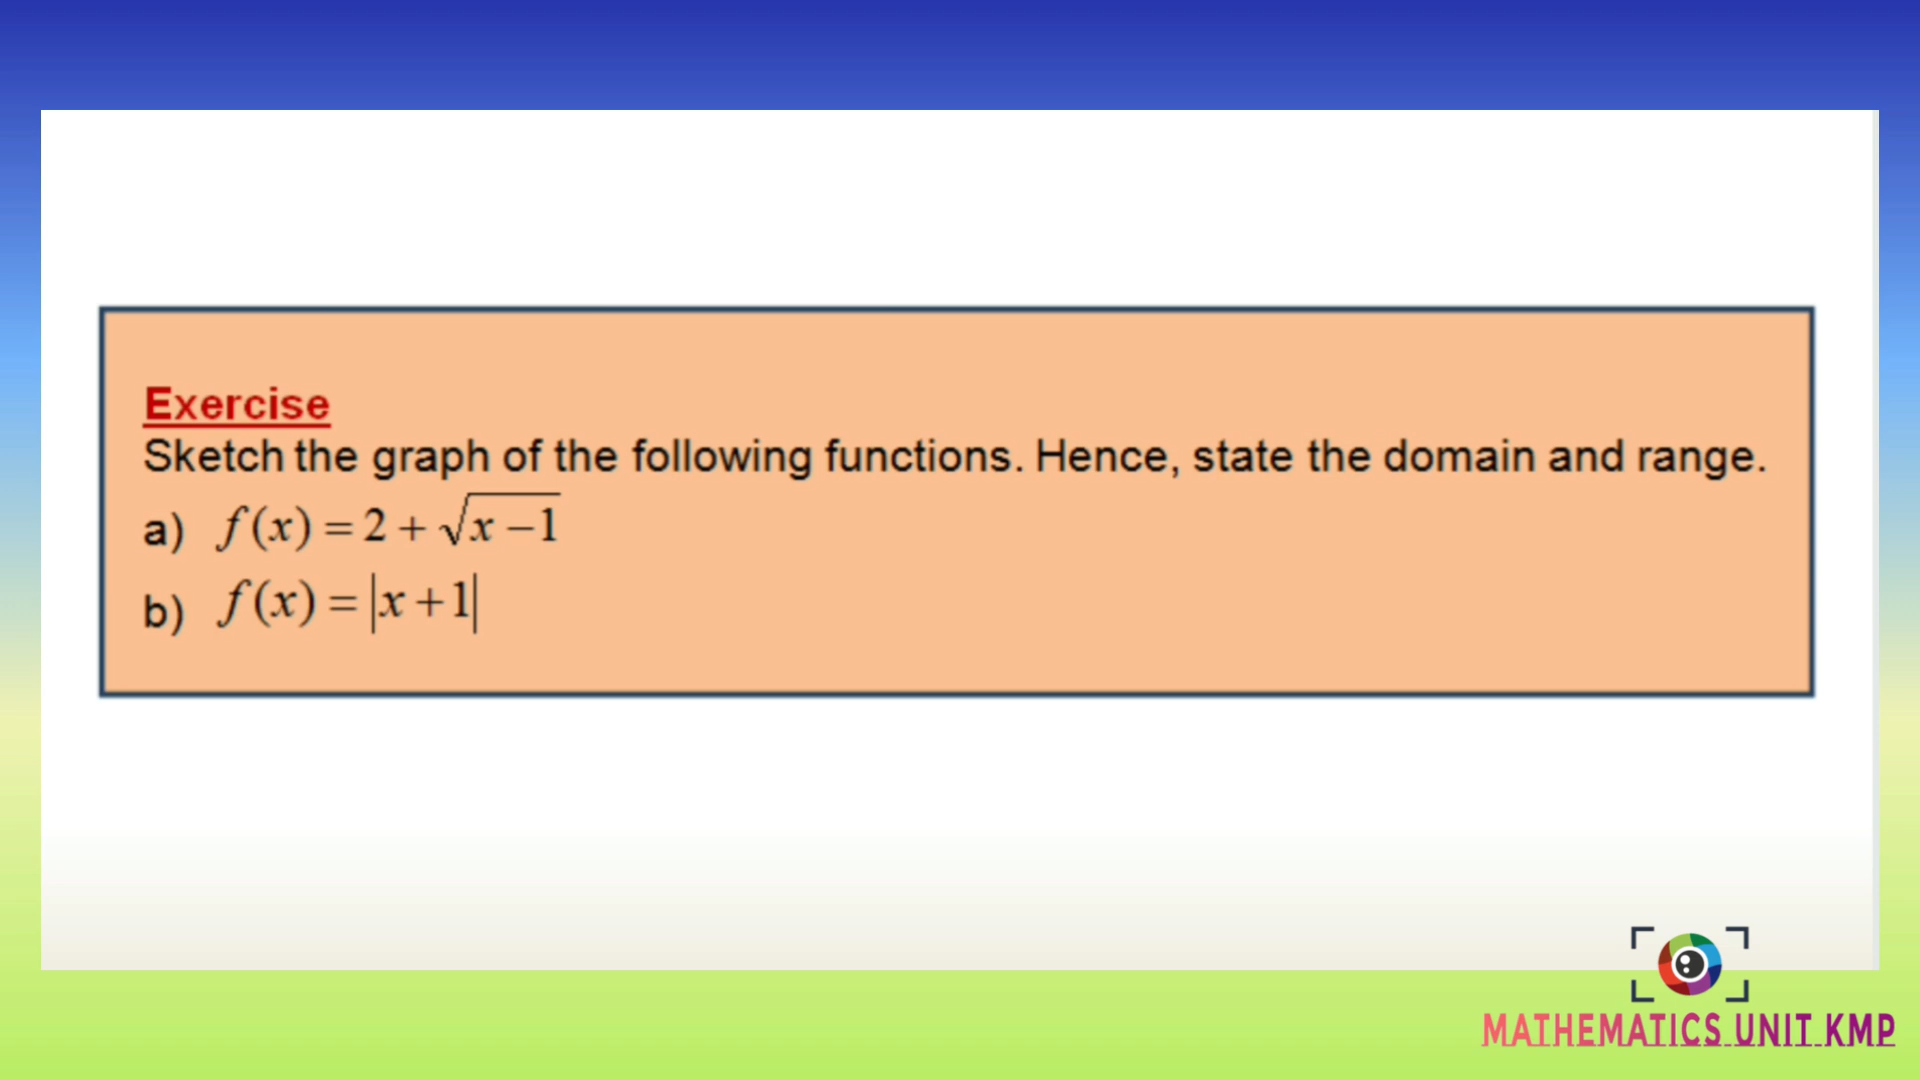 Exercise
Sketch the graph of the following functions. Hence, state the domain and range.
a) f(x) = 2 + √x − 1
b) f(x) = |x + 1|
MATHEMATICS UNIT KMP